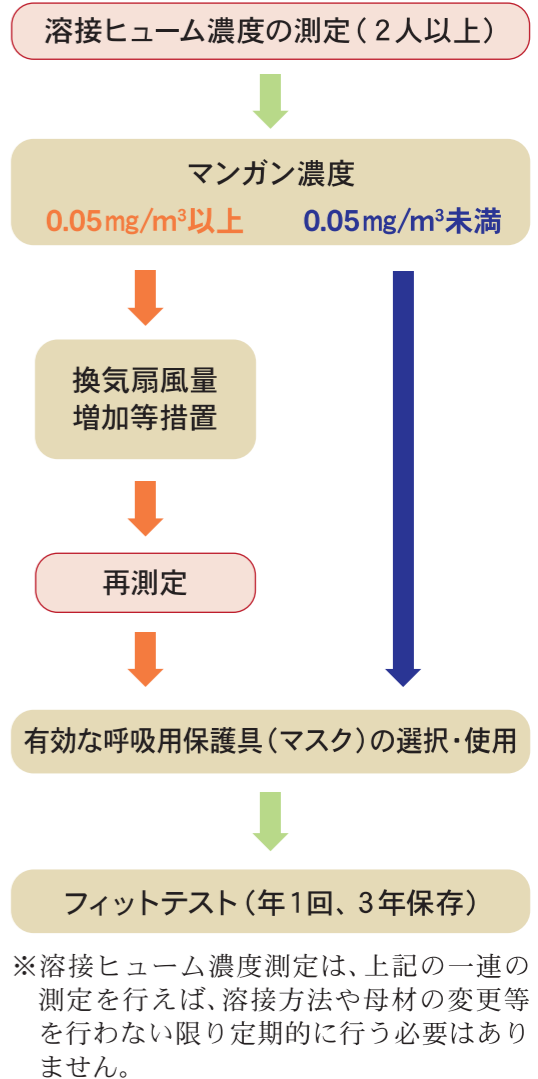 溶接ヒューム濃度の測定(2人以上)
マンガン濃度
0.05mg/m³以上 0.05mg/m³未満
換気扇風量
増加等措置
再測定
有効な呼吸用保護具(マスク)の選択・使用
フィットテスト(年1回、3年保存)
※溶接ヒューム濃度測定は、上記の一連の
測定を行えば、溶接方法や母材の変更等
を行わない限り定期的に行う必要はあり
ません。